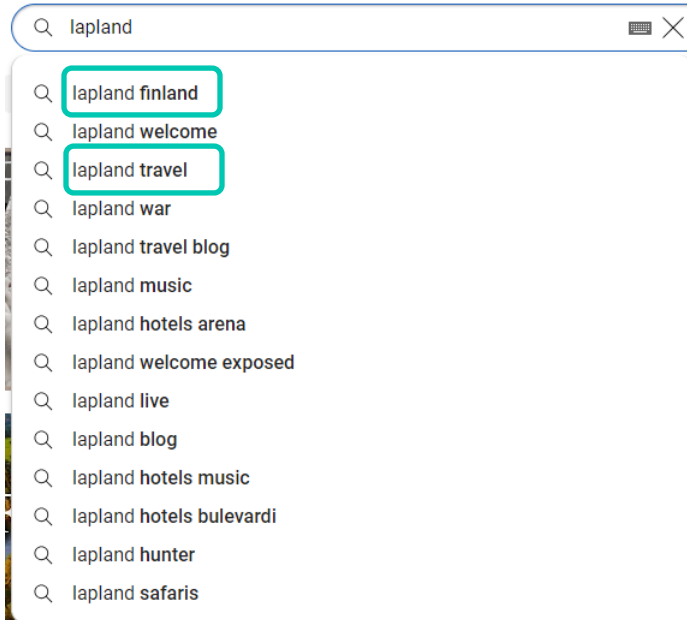 lapland
lapland finland
lapland welcome
lapland travel
lapland war
lapland travel blog
lapland music
lapland hotels arena
lapland welcome exposed
lapland live
lapland blog
lapland hotels music
lapland hotels bulevardi
lapland hunter
lapland safaris